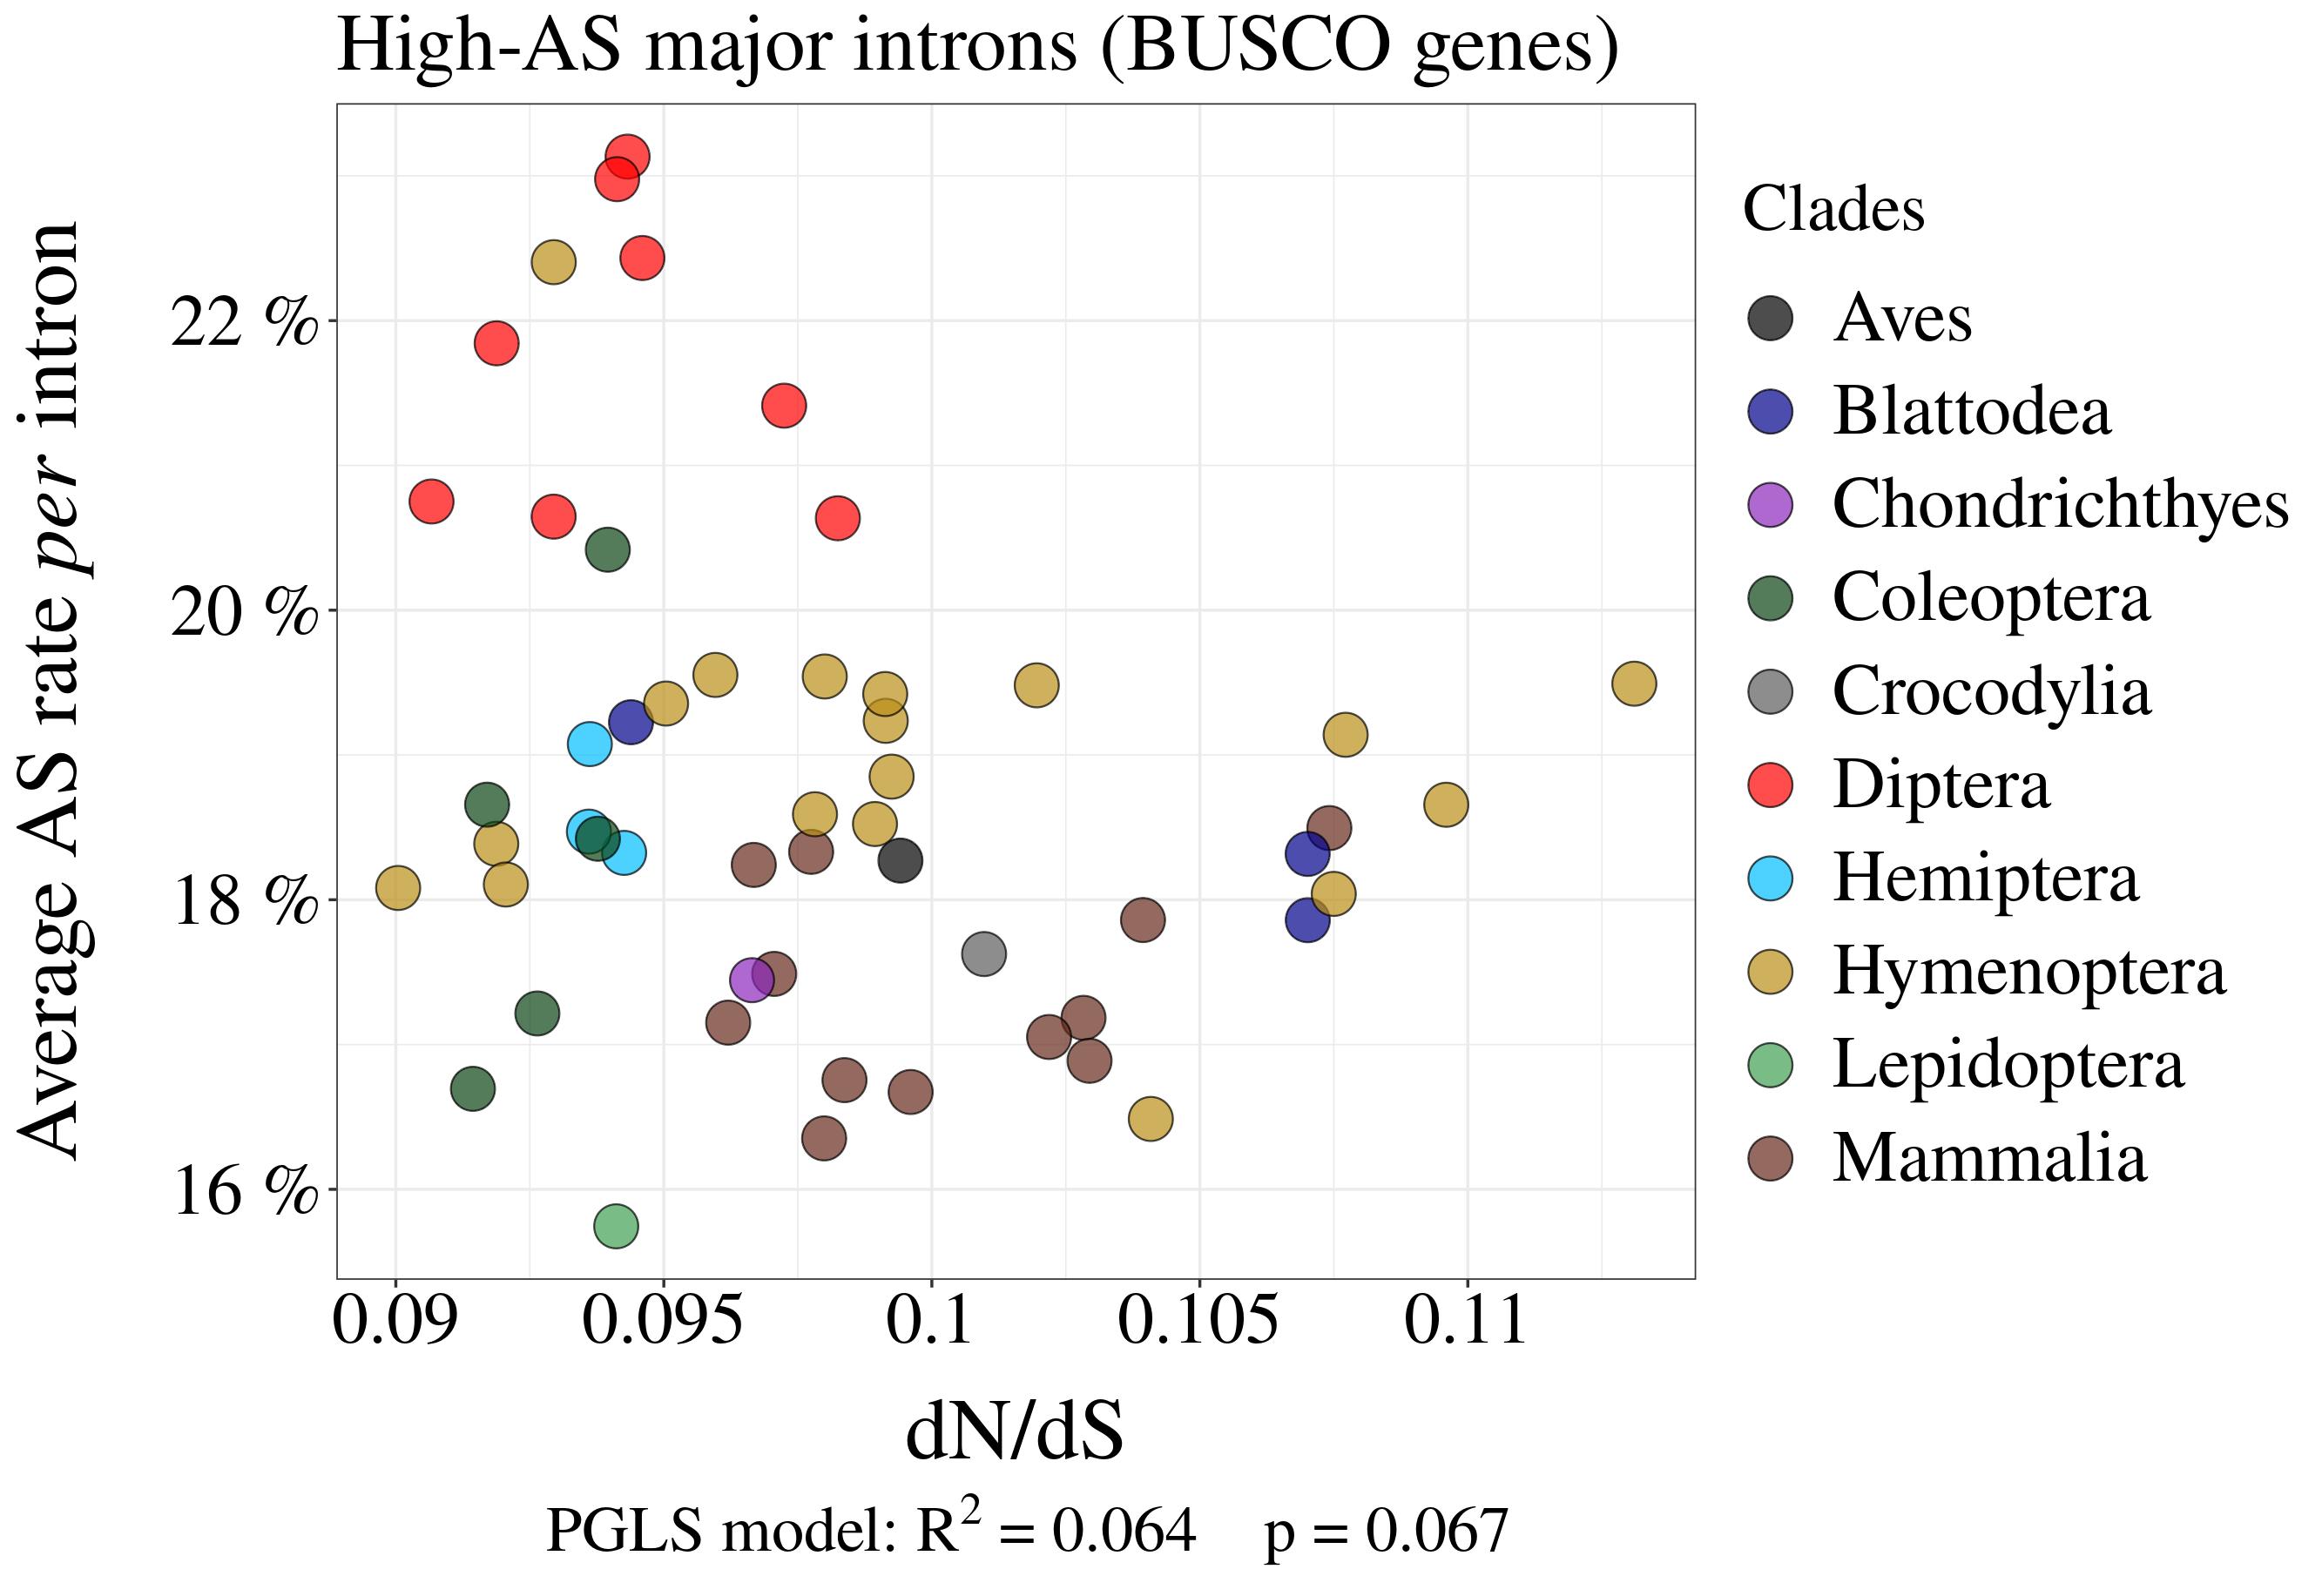 High-AS major introns (BUSCO genes)
Average AS rate per intron
22 %
20 %
18 %
16 %
0.09 0.095 0.1 0.105 0.11
dN/dS
PGLS model: R² = 0.064 p = 0.067
Clades
Aves
Blattodea
Chondrichthyes
Coleoptera
Crocodylia
Diptera
Hemiptera
Hymenoptera
Lepidoptera
Mammalia